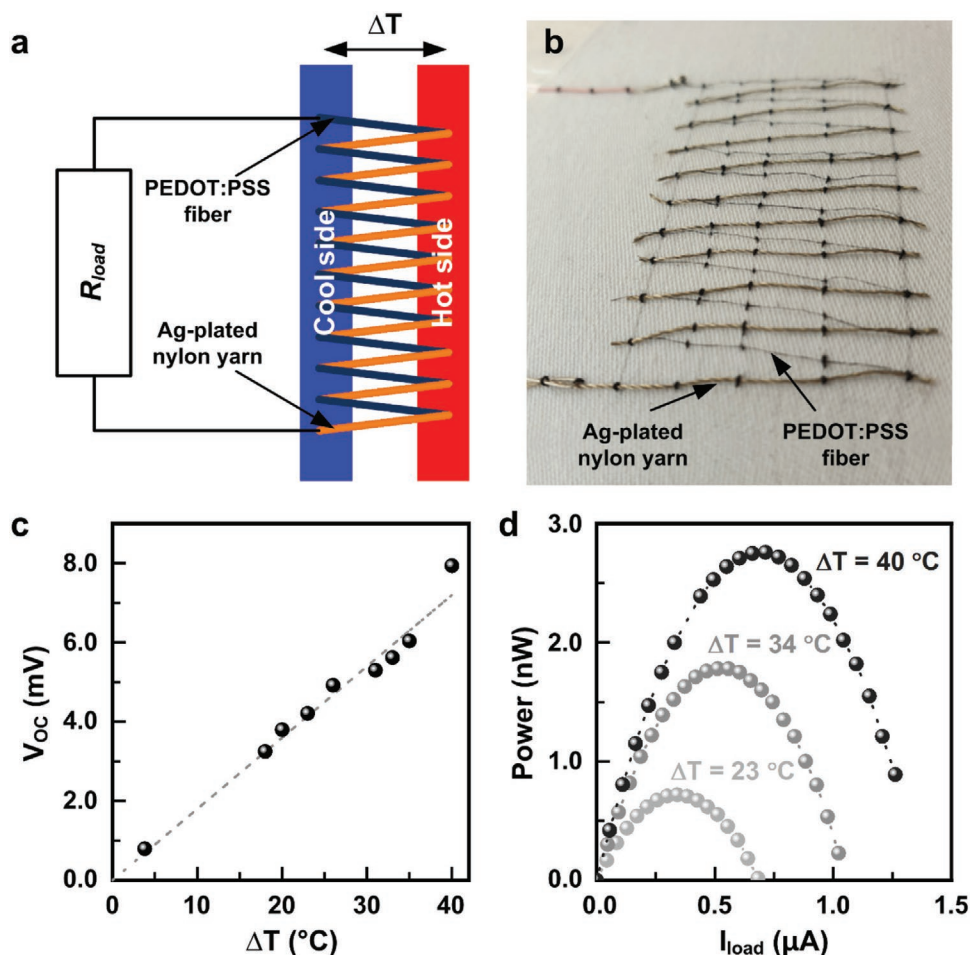 a
ΔT
PEDOT:PSS
fiber
Rload
Cool side
Hot side
Ag-plated
nylon yarn
b
Ag-plated
nylon yarn
PEDOT:PSS
fiber
c
8.0
6.0
4.0
2.0
0.0
VOC (mV)
0
10
20
30
40
ΔT (°C)
d
3.0
2.0
1.0
0.0
Power (nW)
ΔT = 40 °C
ΔT = 34 °C
ΔT = 23 °C
0.0
0.5
1.0
1.5
Iload (μA)